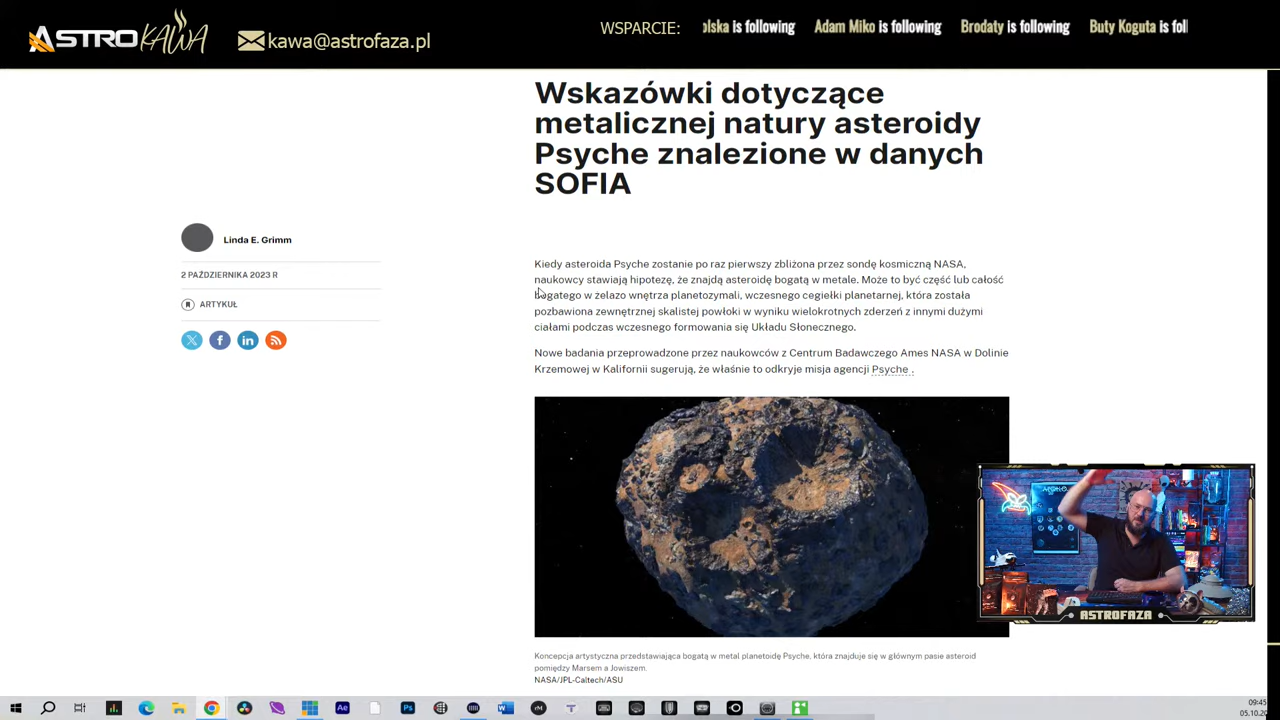 ASTROKAWA
kawa@astrofaza.pl
WSPARCIE:
olska is following Adam Miko is following Brodaty is following Buty Koguta is foll
Wskazówki dotyczące
metalicznej natury asteroidy
Psyche znalezione w danych
SOFIA
Linda E. Grimm
2 PAŹDZIERNIKA 2023 R
ARTYKUŁ
Kiedy asteroida Psyche zostanie po raz pierwszy zbliżona przez sondę kosmiczną NASA,
naukowcy stawiają hipotezę, że znajdą asteroidę bogatą w metale. Może to być część lub całość
bogatego w żelazo wnętrza planetozymali, wczesnego cegiełki planetarnej, która została
pozbawiona zewnętrznej skalistej powłoki w wyniku wielokrotnych zderzeń z innymi dużymi
ciałami podczas wczesnego formowania się Układu Słonecznego.
Nowe badania przeprowadzone przez naukowców z Centrum Badawczego Ames NASA w Dolinie
Krzemowej w Kalifornii sugerują, że właśnie to odkryje misja agencji Psyche .
Koncepcja artystyczna przedstawiająca bogatą w metal planetoidę Psyche, która znajduje się w głównym pasie asteroid
pomiędzy Marsem a Jowiszem.
NASA/JPL-Caltech/ASU
ASTROFAZA
09:45
05.10.20